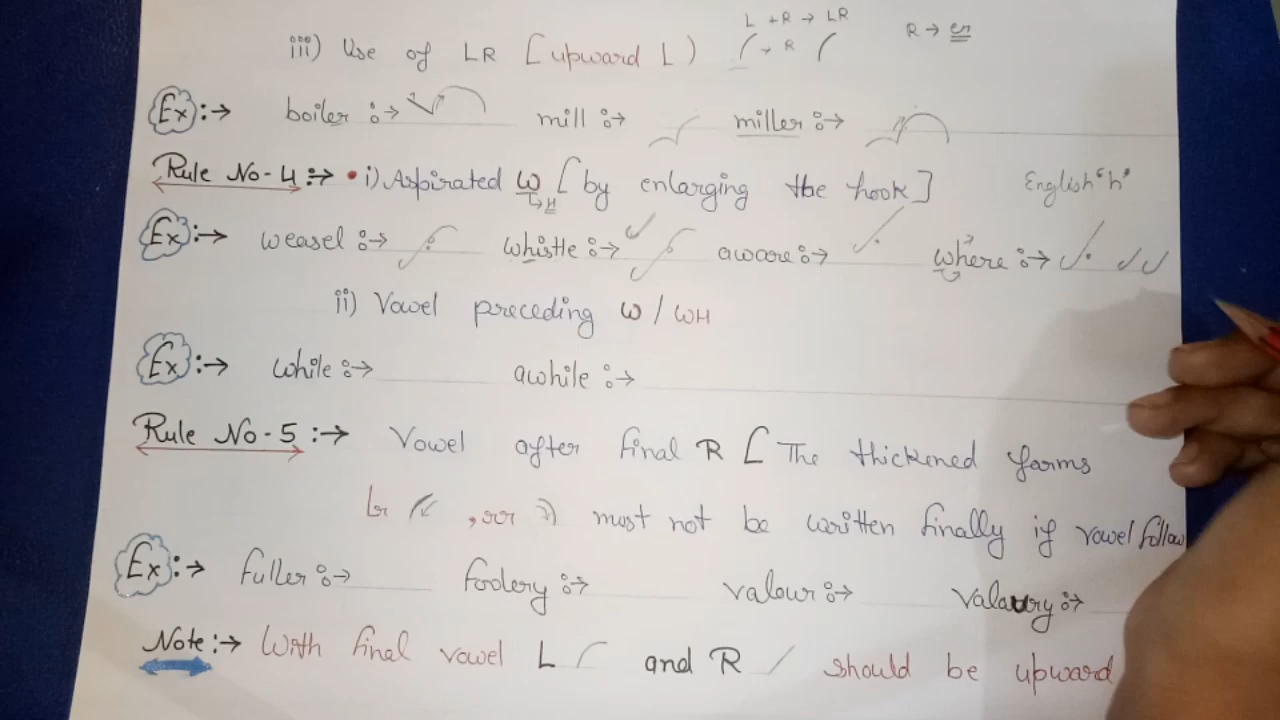 L + R → LR
R → er
iii) Use of LR [upward L) → R
Ex :→ boiler :→ mill :→ miller :→
Rule No-4 :→ • i) Aspirated W [by enlarging the hook] English 'h'
↳H
Ex :→ weasel :→ whistle :→ aware :→ where :→
ii) Vowel preceding W / WH
Ex :→ while :→ awhile :→
Rule No-5 :→ Vowel after final R [The thickened forms
Lr , rr must not be written finally if vowel follow
Ex :→ fuller :→ foolery :→ valour :→ Valaury :→
Note :→ With final vowel L and R should be upward